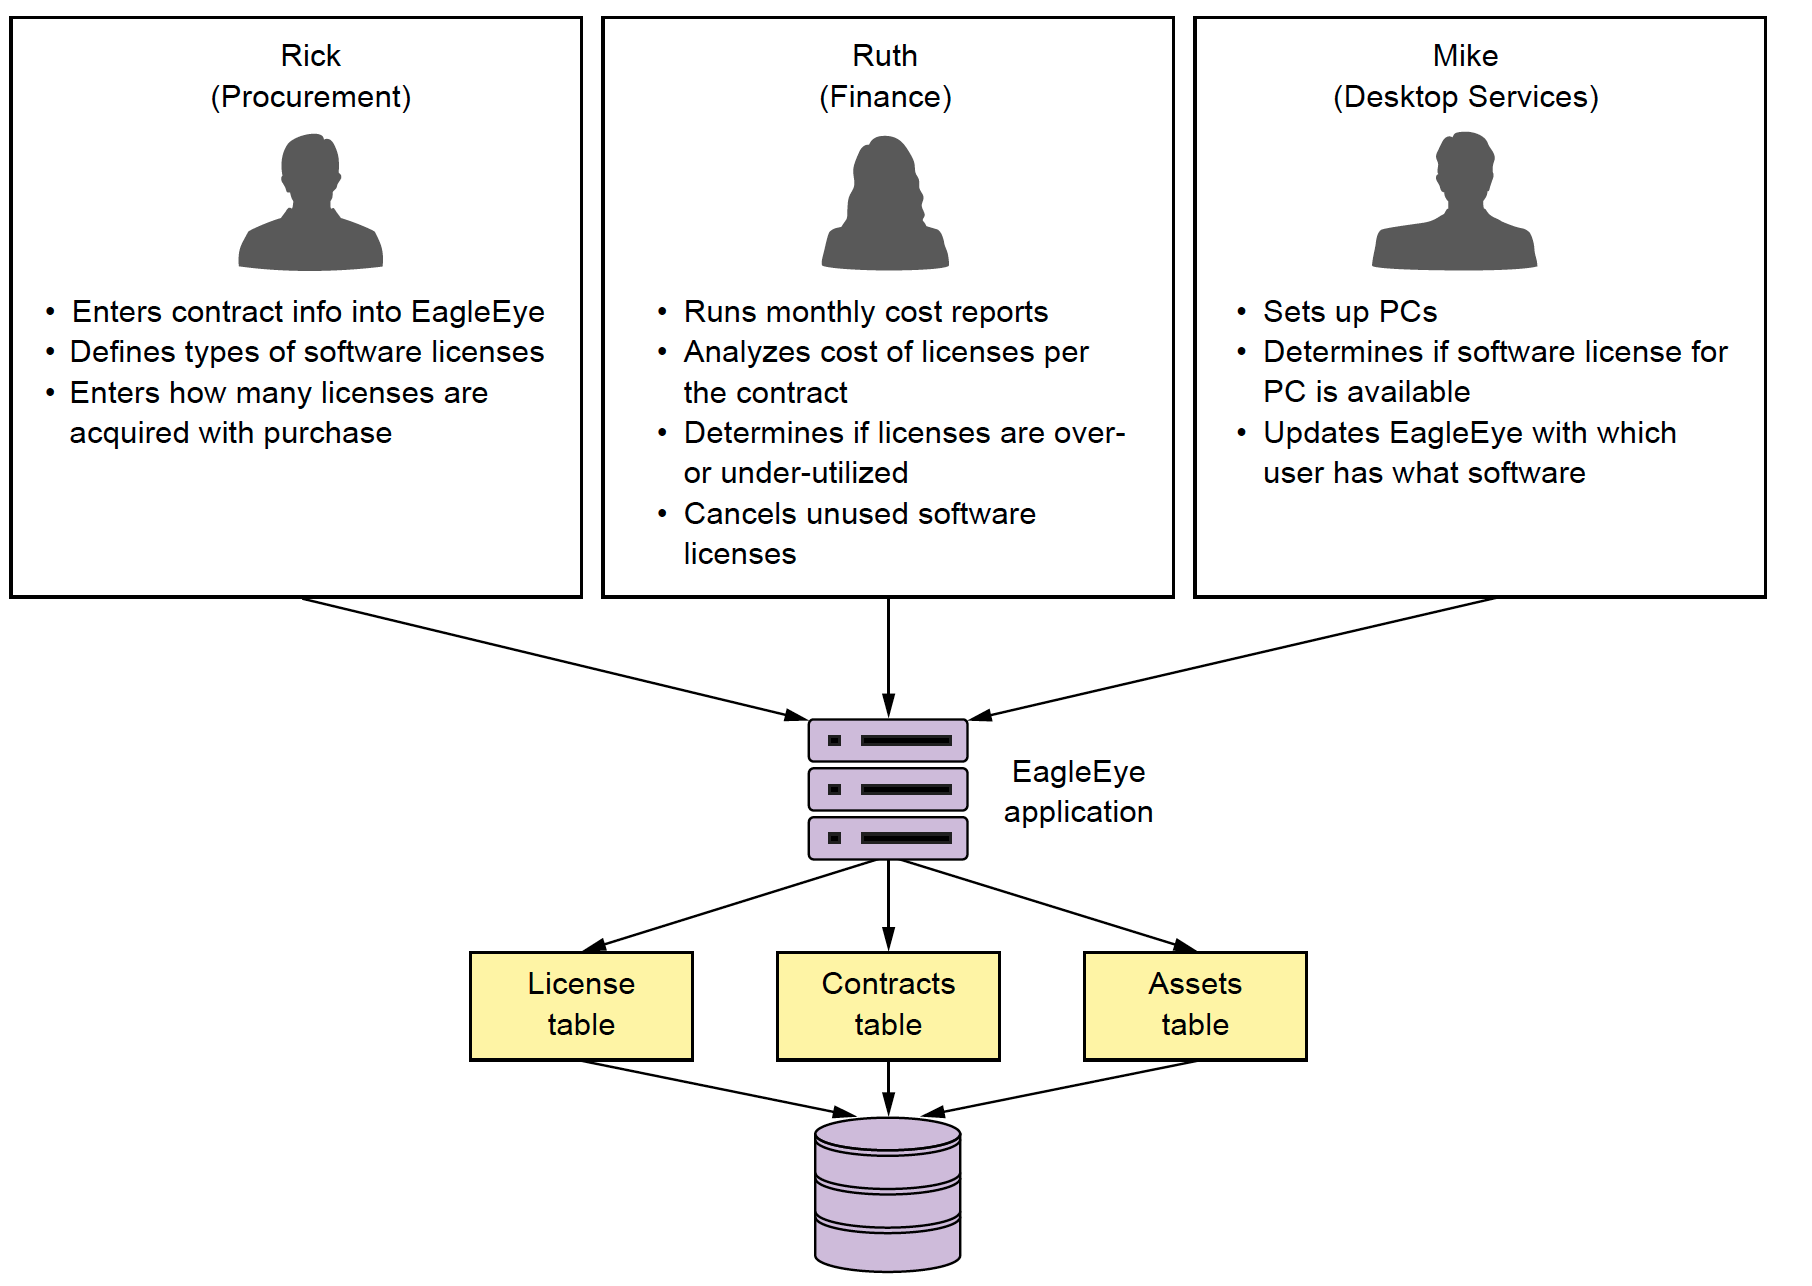 Rick
(Procurement)
• Enters contract info into EagleEye
• Defines types of software licenses
• Enters how many licenses are
acquired with purchase
Ruth
(Finance)
• Runs monthly cost reports
• Analyzes cost of licenses per
the contract
• Determines if licenses are over-
or under-utilized
• Cancels unused software
licenses
Mike
(Desktop Services)
• Sets up PCs
• Determines if software license for
PC is available
• Updates EagleEye with which
user has what software
EagleEye
application
License
table
Contracts
table
Assets
table